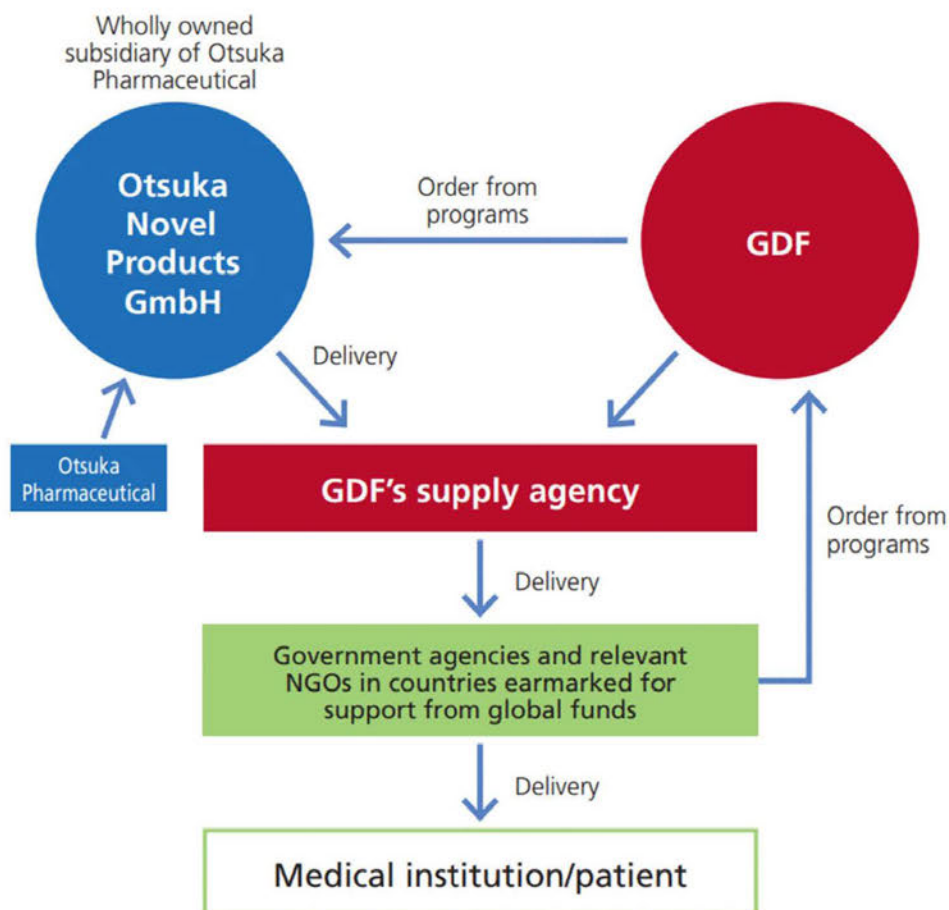 Wholly owned
subsidiary of Otsuka
Pharmaceutical
Otsuka
Novel
Products
GmbH
Order from
programs
GDF
Delivery
Otsuka
Pharmaceutical
GDF's supply agency
Order from
programs
Delivery
Government agencies and relevant
NGOs in countries earmarked for
support from global funds
Delivery
Medical institution/patient